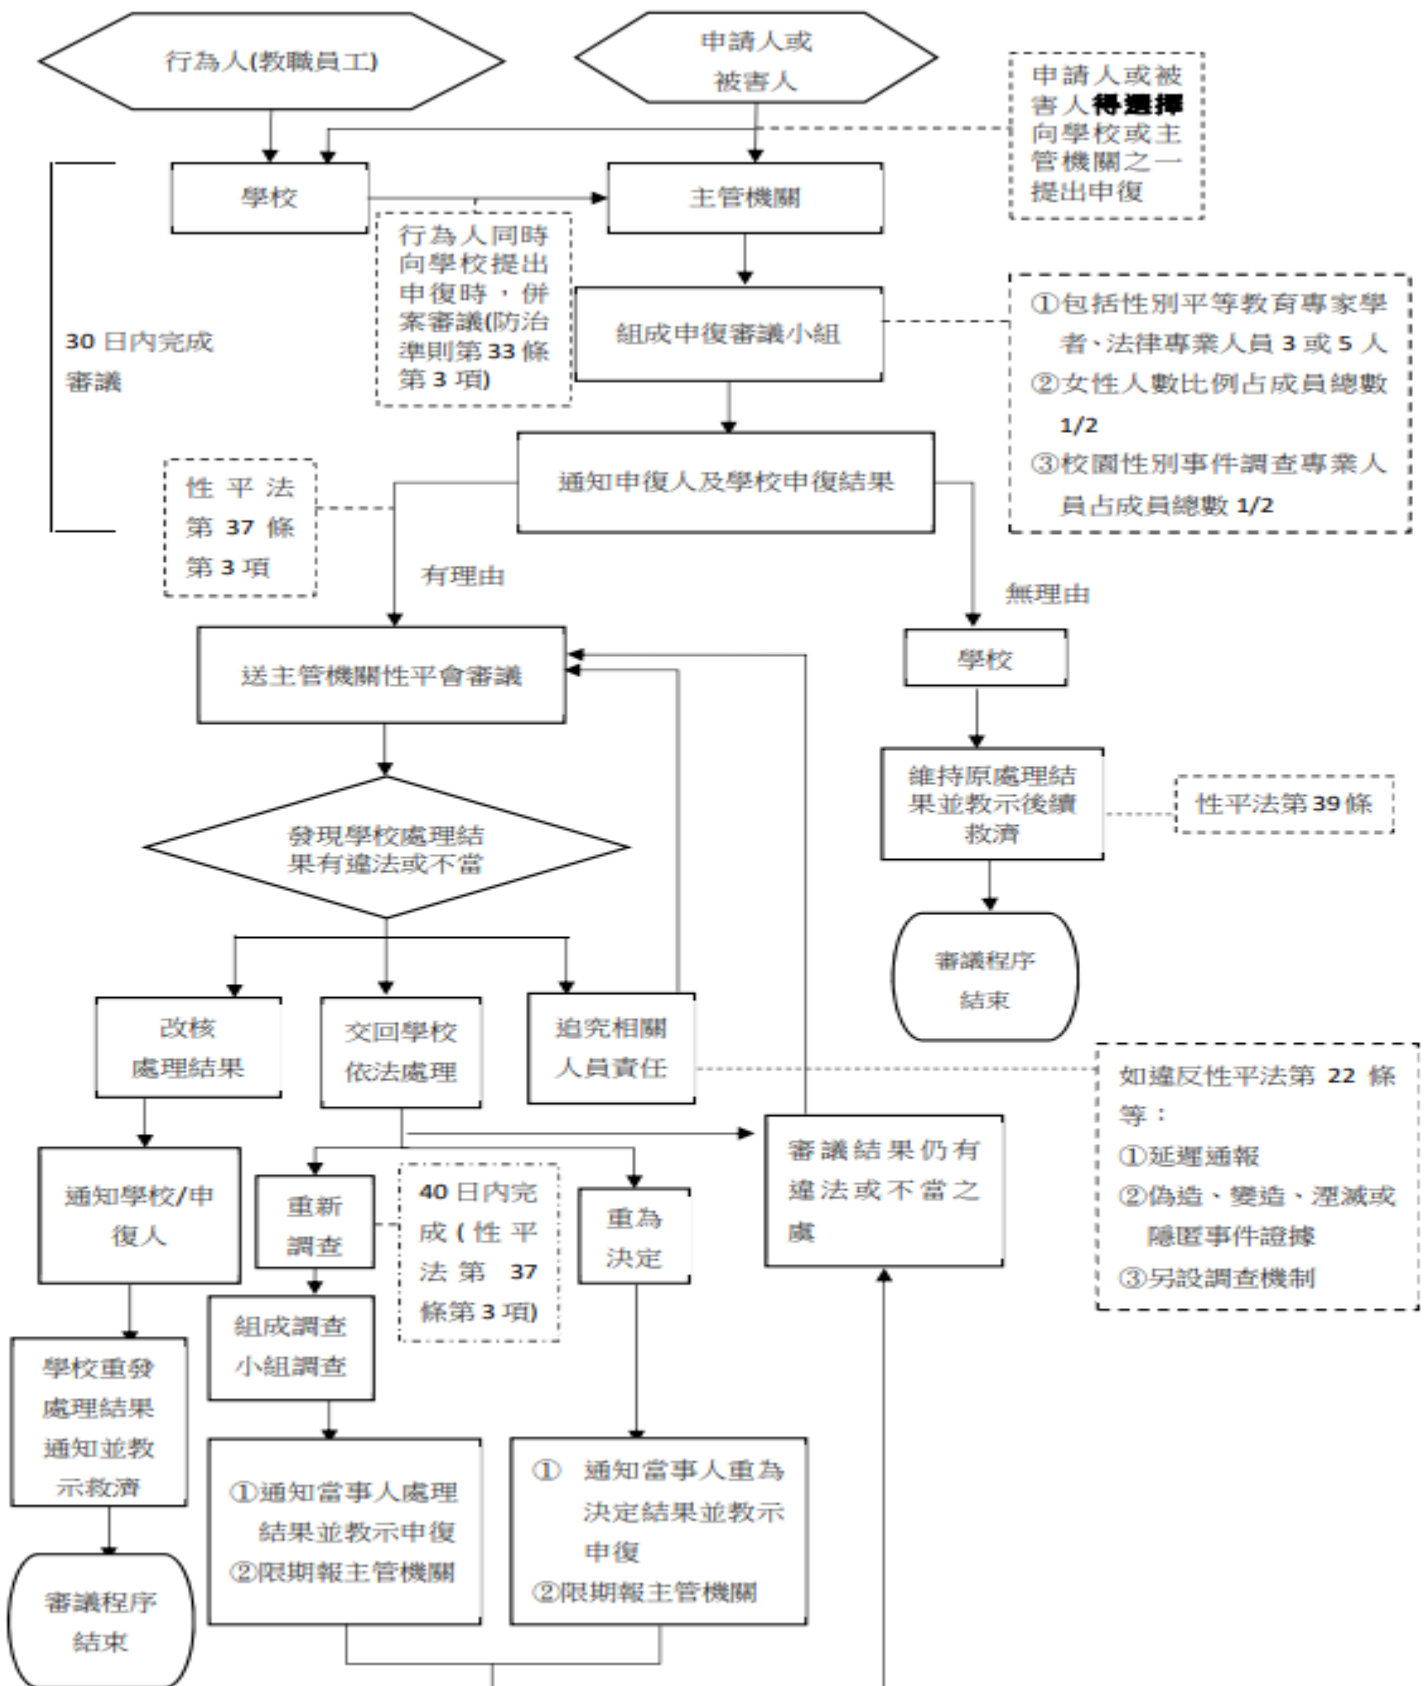 行為人(教職員工)
申請人或
被害人
申請人或被
害人得選擇
向學校或主
管機關之一
提出申復
學校
主管機關
行為人同時
向學校提出
申復時，併
案審議(防治
準則第 33 條
第 3 項)
30 日內完成
審議
組成申復審議小組
①包括性別平等教育專家學
者、法律專業人員 3 或 5 人
②女性人數比例占成員總數
1/2
③校園性別事件調查專業人
員占成員總數 1/2
通知申復人及學校申復結果
性平法
第 37 條
第 3 項
有理由
無理由
送主管機關性平會審議
學校
維持原處理結
果並教示後續
救濟
性平法第 39 條
發現學校處理結
果有違法或不當
審議程序
結束
改核
處理結果
交回學校
依法處理
追究相關
人員責任
如違反性平法第 22 條
等：
①延遲通報
②偽造、變造、湮滅或
隱匿事件證據
③另設調查機制
審議結果仍有
違法或不當之
虞
通知學校/申
復人
重新
調查
40 日內完
成(性平
法第 37
條第 3 項)
重為
決定
組成調查
小組調查
學校重發
處理結果
通知並教
示救濟
①通知當事人處理
結果並教示申復
②限期報主管機關
① 通知當事人重為
決定結果並教示
申復
②限期報主管機關
審議程序
結束